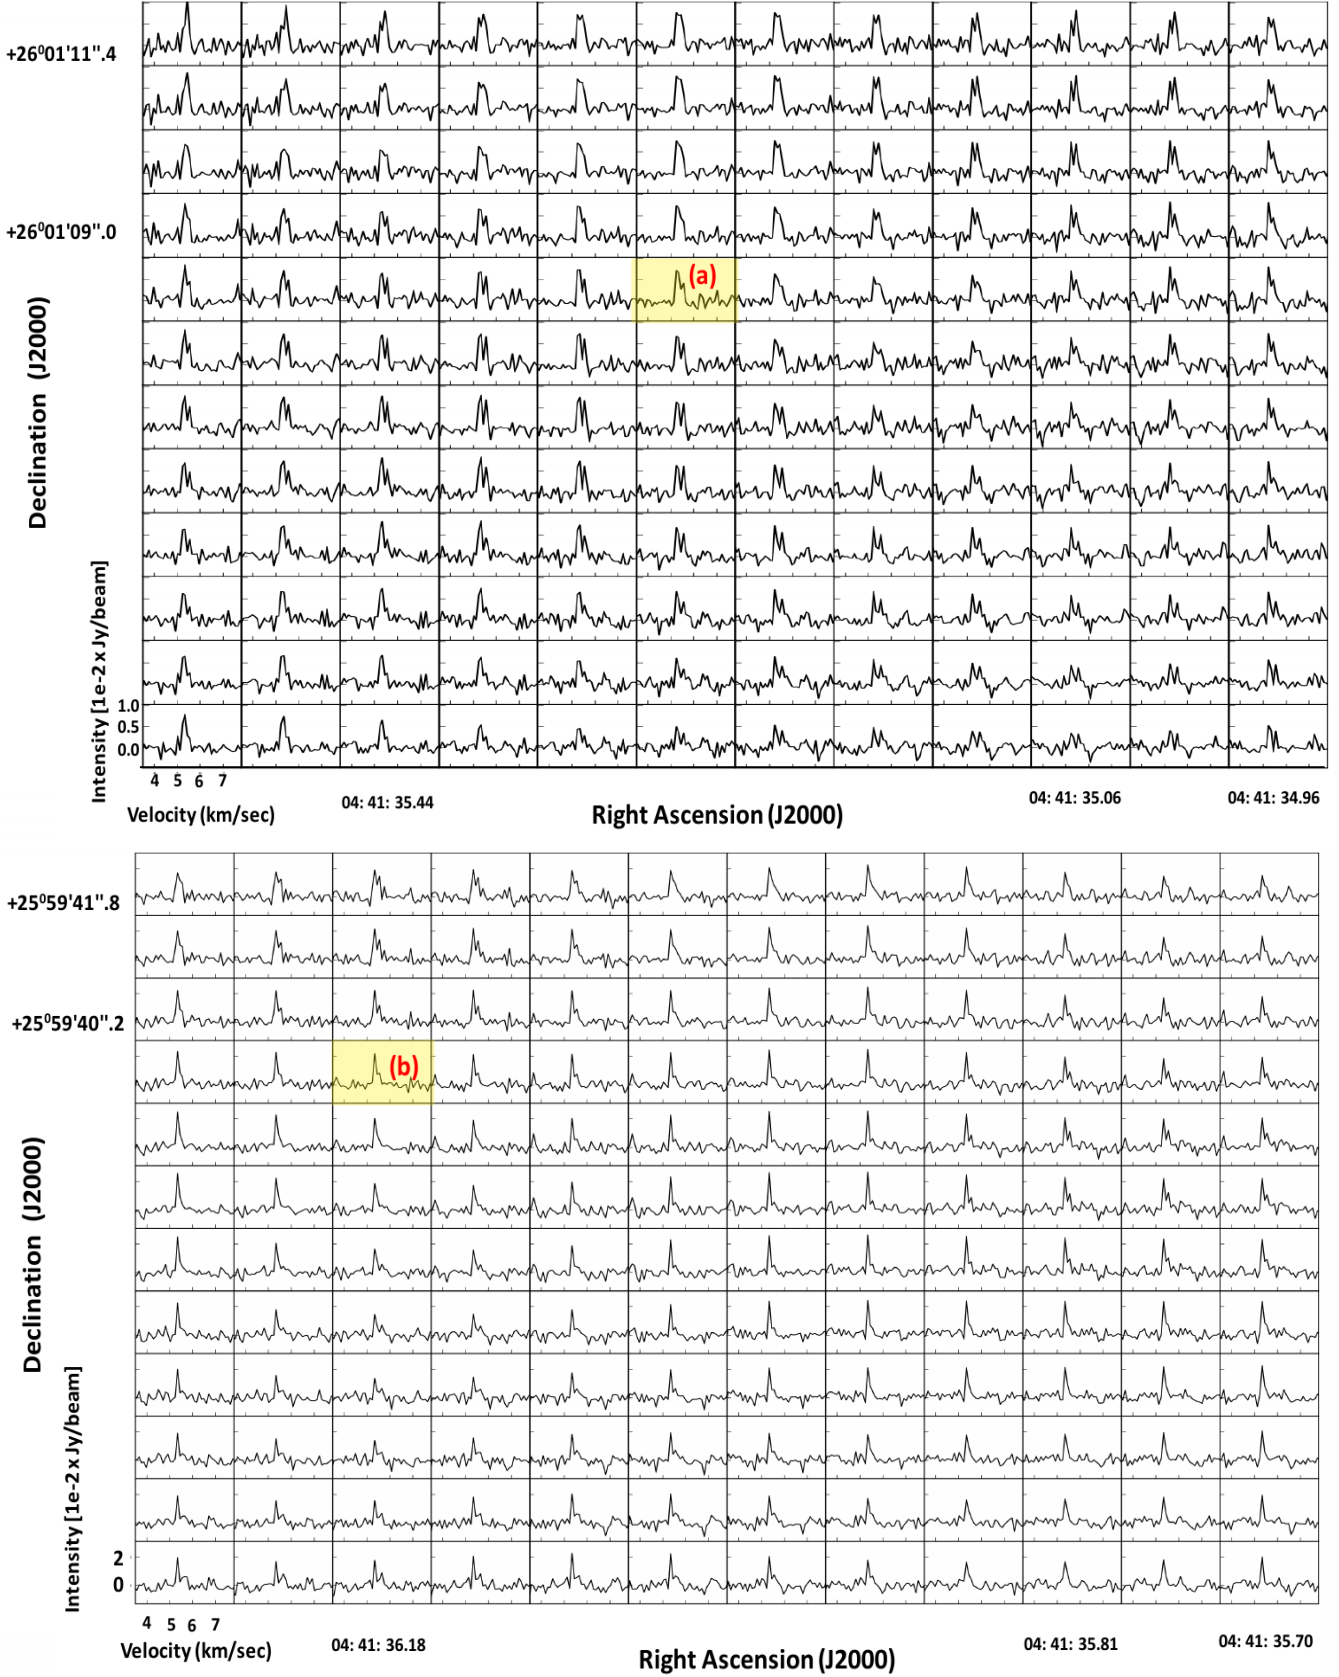 +26⁰01'11".4
+26⁰01'09".0
(a)
Declination (J2000)
Intensity [1e-2 x Jy/beam]
1.0
0.5
0.0
4 5 6 7
Velocity (km/sec)
04: 41: 35.44
Right Ascension (J2000)
04: 41: 35.06
04: 41: 34.96
+25⁰59'41".8
+25⁰59'40".2
(b)
Declination (J2000)
Intensity [1e-2 x Jy/beam]
2
0
4 5 6 7
Velocity (km/sec)
04: 41: 36.18
Right Ascension (J2000)
04: 41: 35.81
04: 41: 35.70